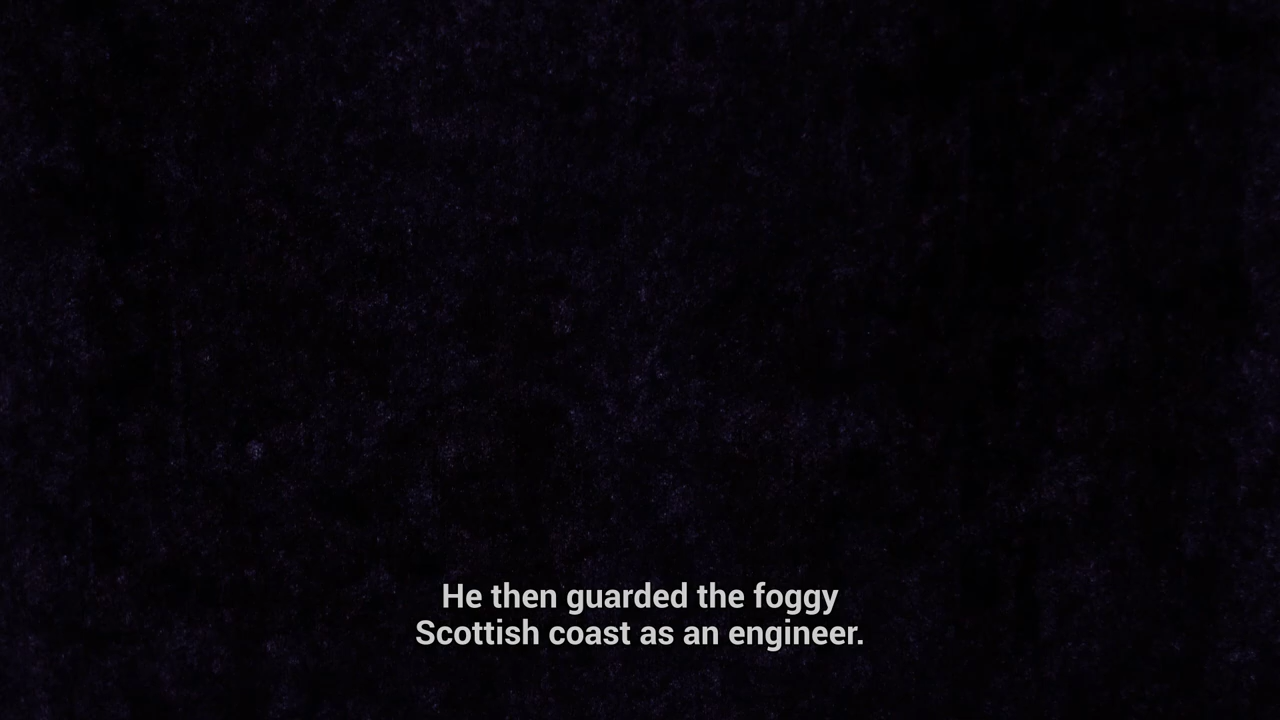 He then guarded the foggy
Scottish coast as an engineer.